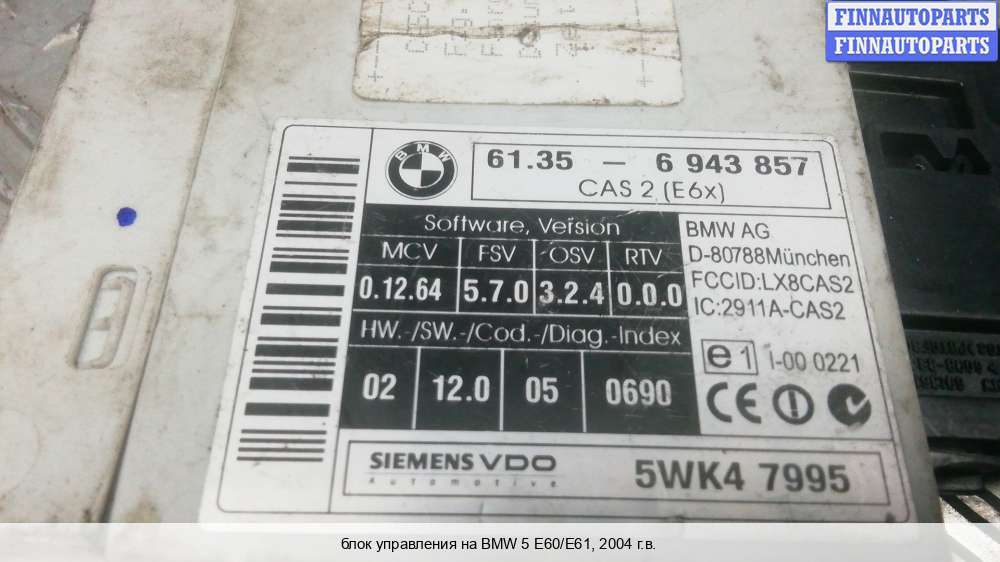 FINNAUTOPARTS
FINNAUTOPARTS
BMW
61.35 – 6 943 857
CAS 2 (E6x)
Software, Version
MCV FSV OSV RTV
0.12.64 5.7.0 3.2.4 0.0.0
HW.-/SW.-/Cod.-/Diag.-Index
02 12.0 05 0690
BMW AG
D-80788München
FCCID:LX8CAS2
IC:2911A-CAS2
e1 I-00 0221
CE
SIEMENS VDO
Automotive
5WK4 7995
блок управления на BMW 5 E60/E61, 2004 г.в.